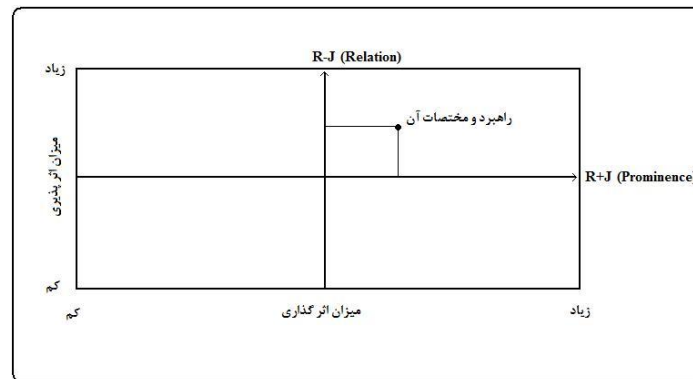 R-J (Relation)
زیاد
راهبرد و مختصات آن
میزان اثر پذیری
R+J (Prominence)
کم
کم
میزان اثر گذاری
زیاد